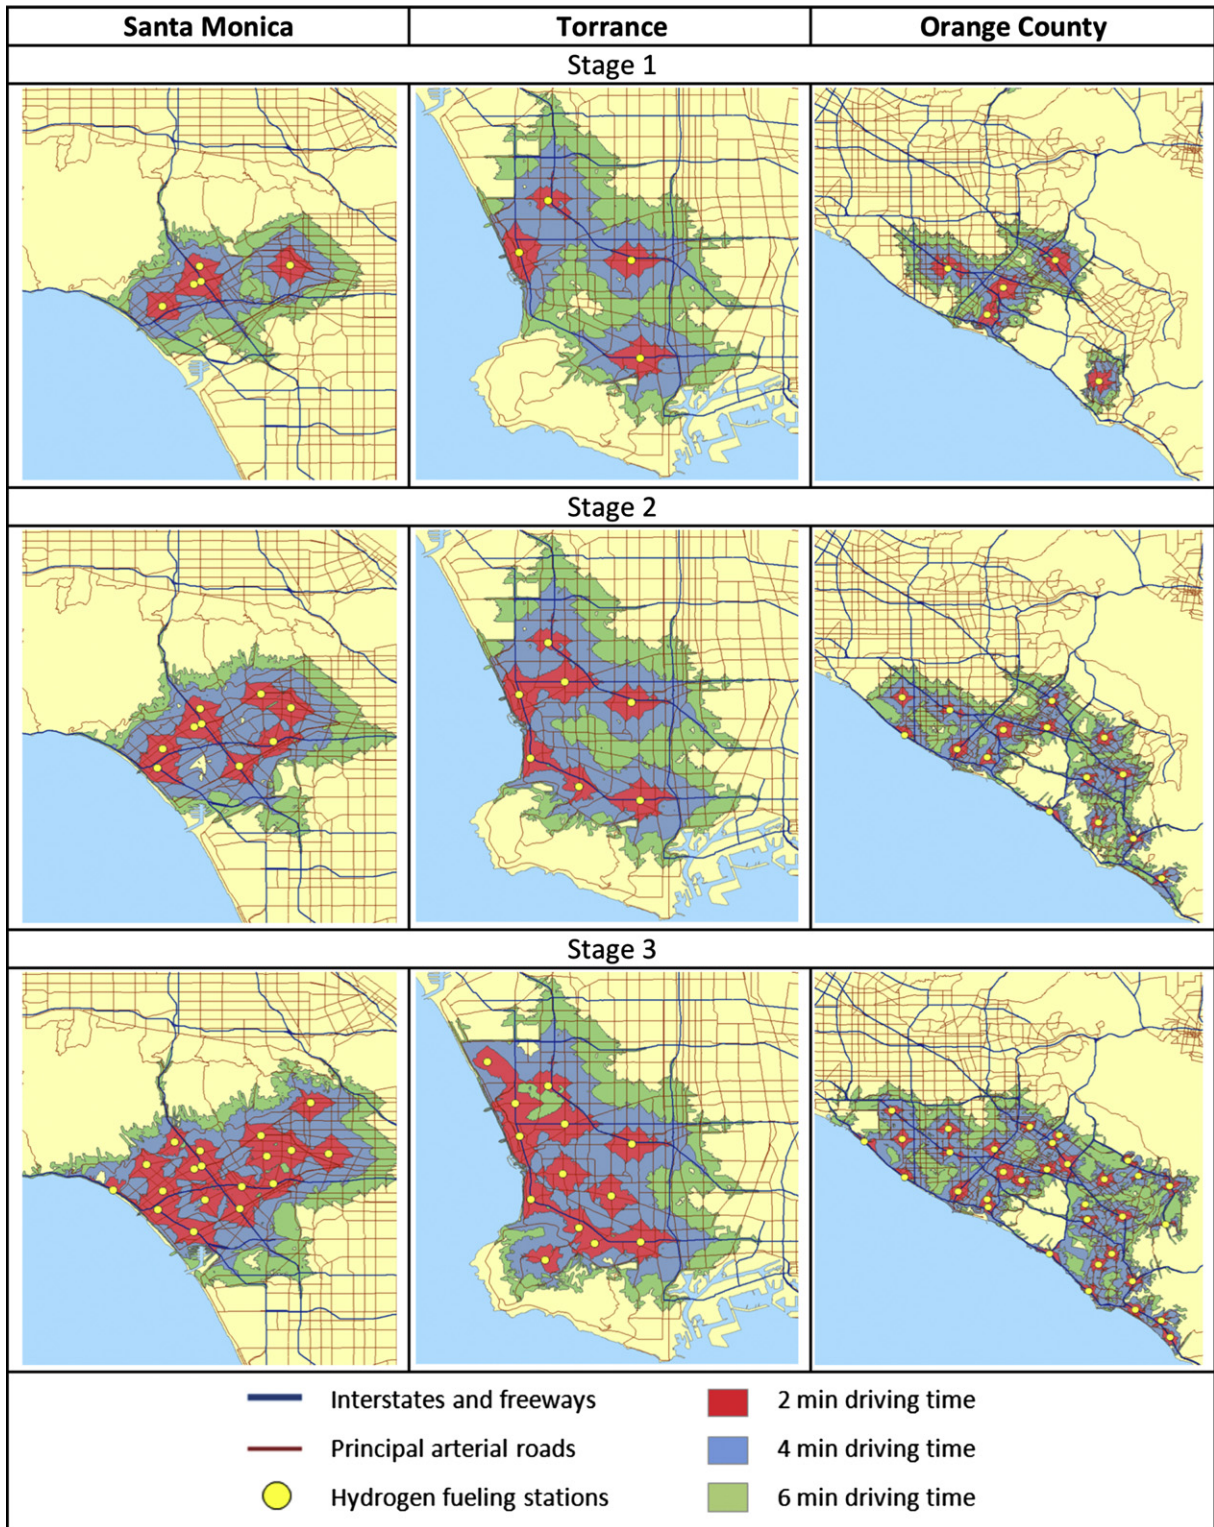 Santa Monica
Torrance
Orange County
Stage 1
Stage 2
Stage 3
Interstates and freeways
2 min driving time
Principal arterial roads
4 min driving time
Hydrogen fueling stations
6 min driving time